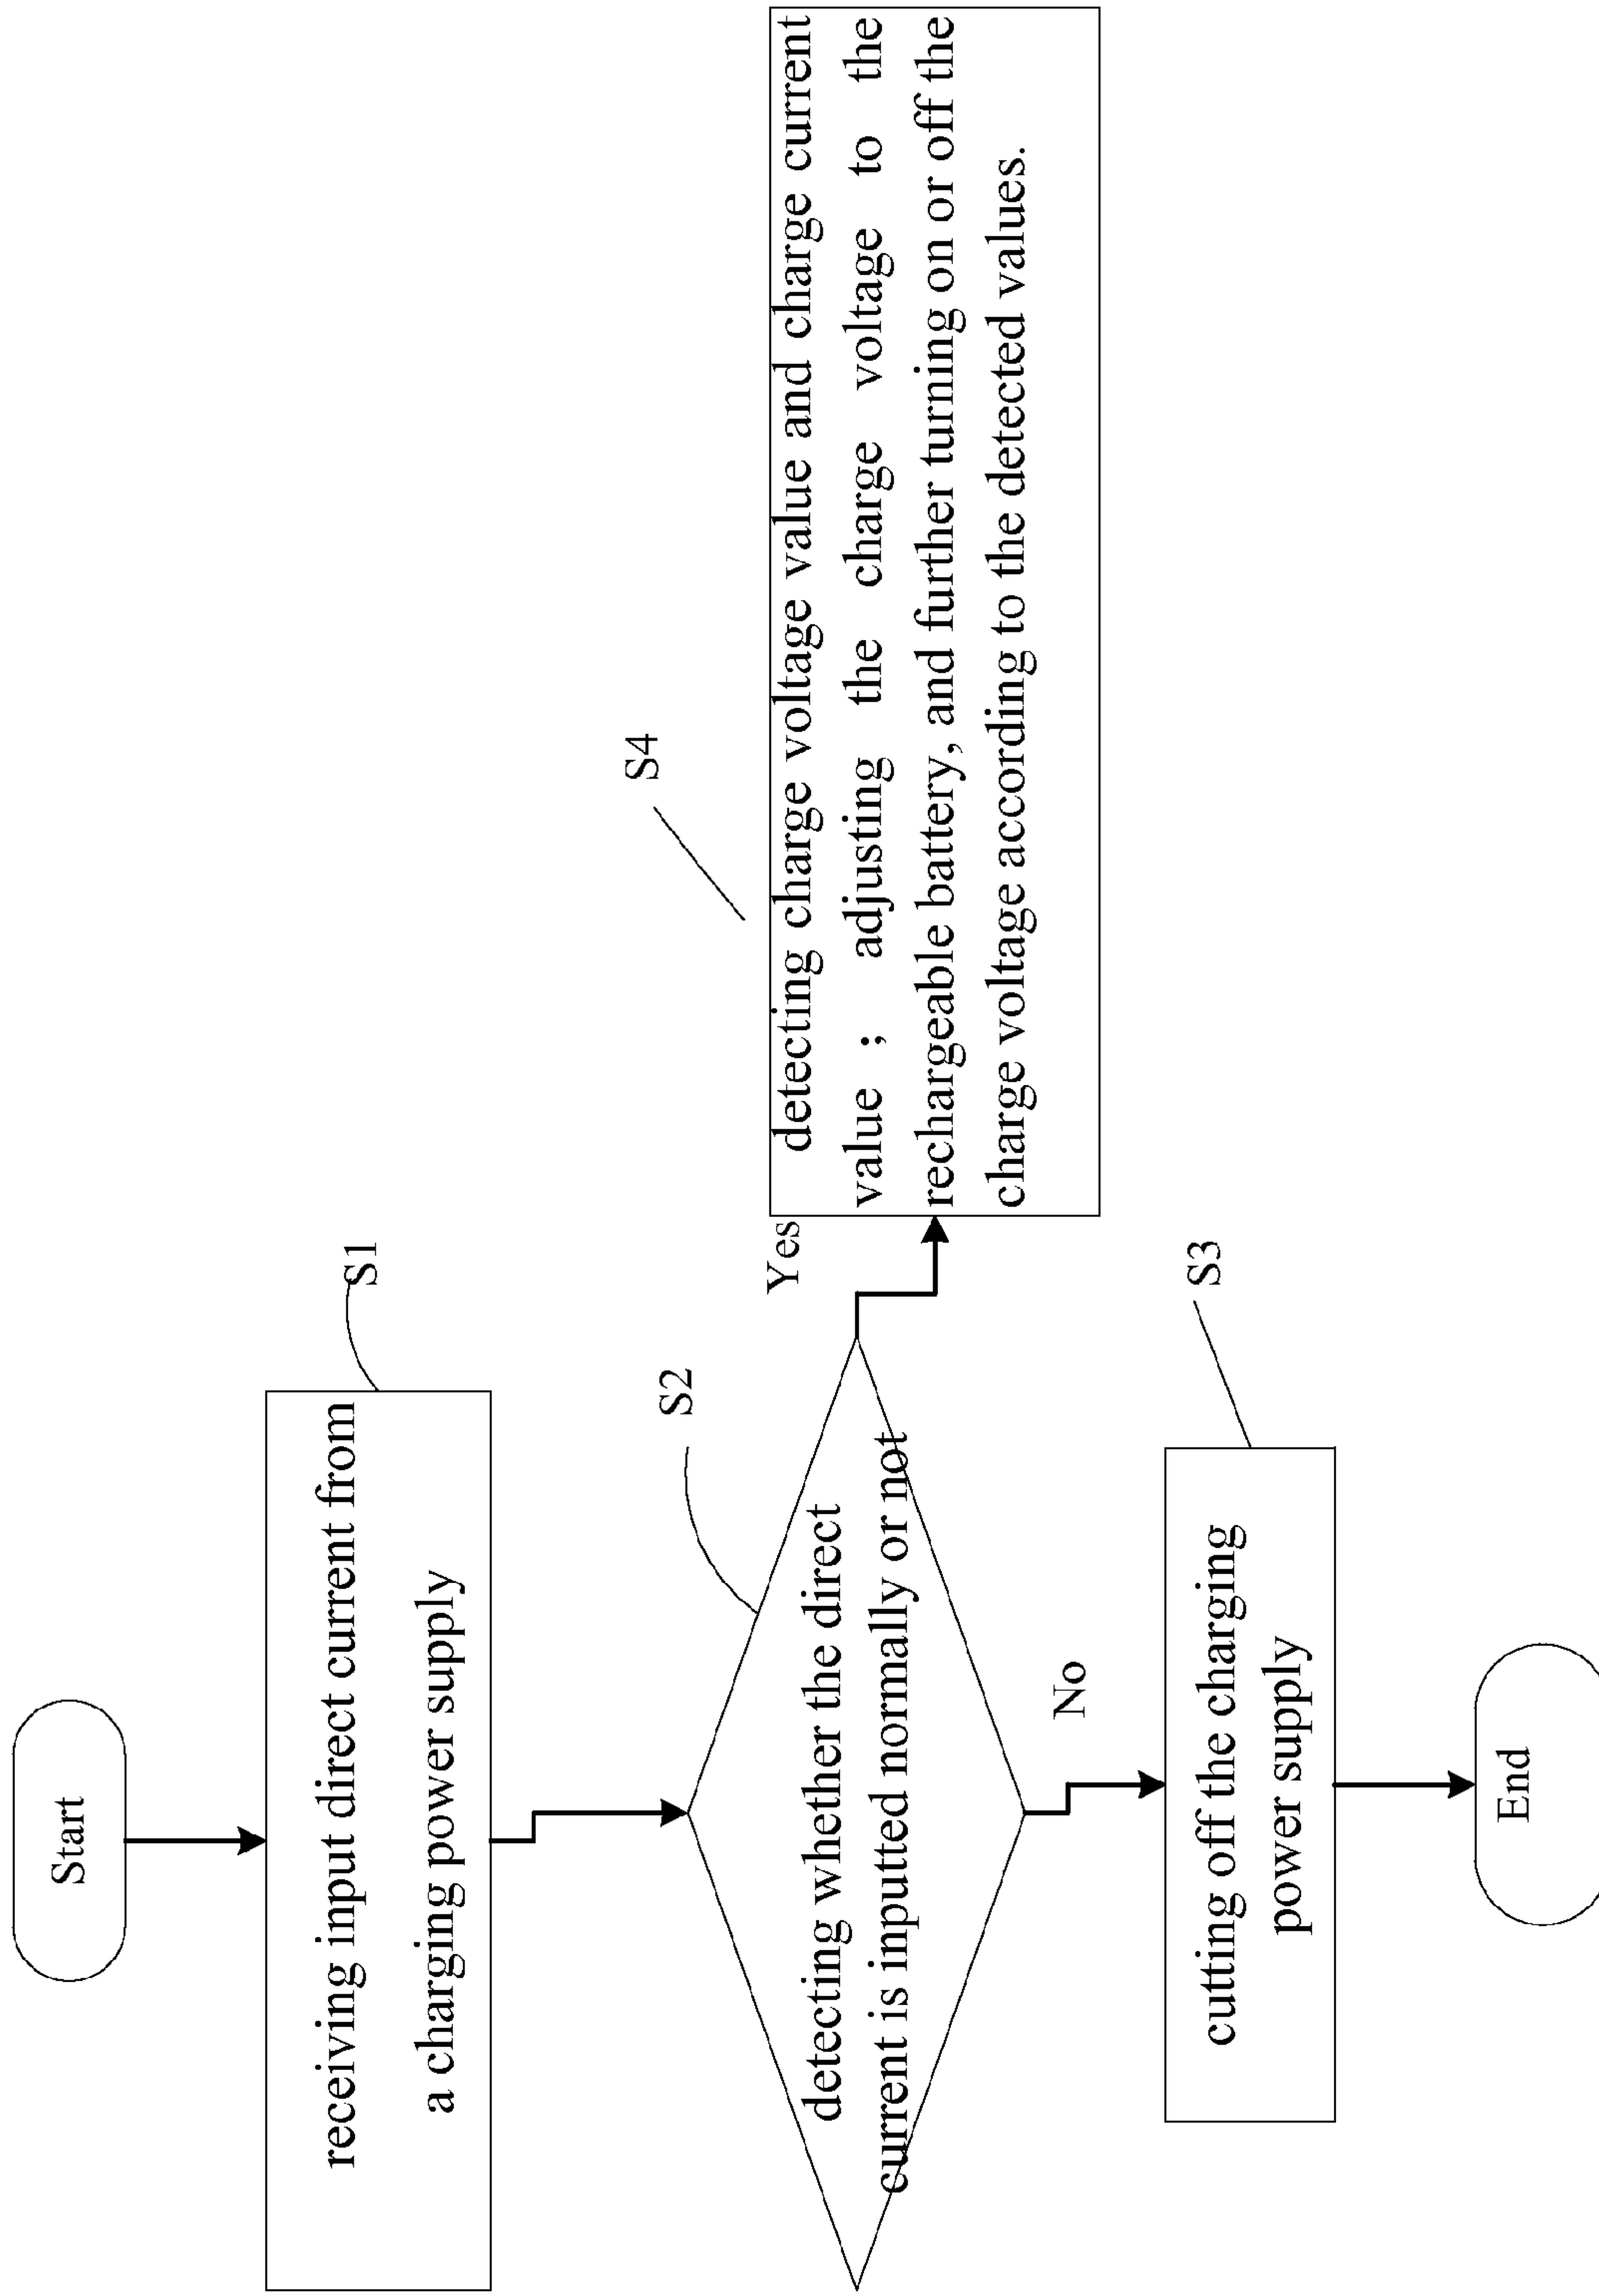 Start
S1
receiving input direct current from
a charging power supply
S2
detecting whether the direct
current is inputted normally or not
Yes
S4
detecting charge voltage value and charge current
value ; adjusting the charge voltage to the
rechargeable battery, and further turning on or off the
charge voltage according to the detected values.
No
S3
cutting off the charging
power supply
End